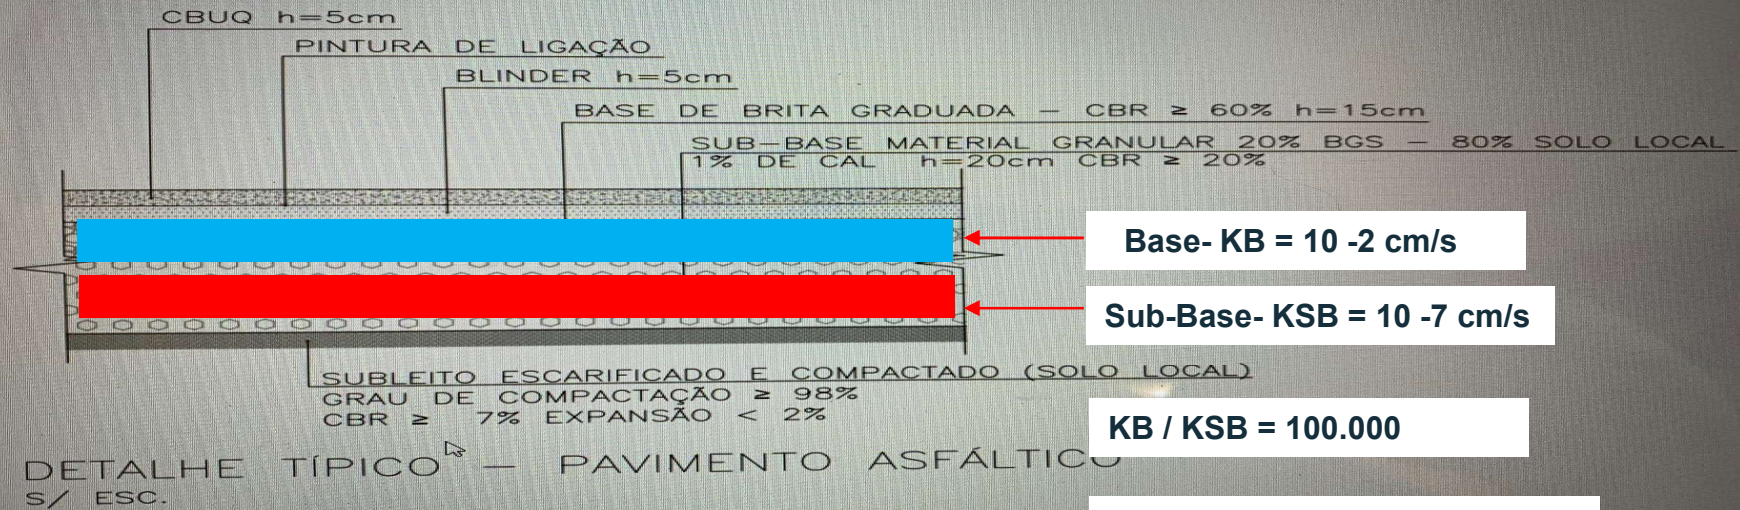 CBUQ h=5cm
PINTURA DE LIGAÇÃO
BLINDER h=5cm
BASE DE BRITA GRADUADA – CBR ≥ 60% h=15cm
SUB-BASE MATERIAL GRANULAR 20% BGS – 80% SOLO LOCAL
1% DE CAL h=20cm CBR ≥ 20%
Base- KB = 10 -2 cm/s
Sub-Base- KSB = 10 -7 cm/s
SUBLEITO ESCARIFICADO E COMPACTADO (SOLO LOCAL)
GRAU DE COMPACTAÇÃO ≥ 98%
CBR ≥ 7% EXPANSÃO < 2%
KB / KSB = 100.000
DETALHE TÍPICO – PAVIMENTO ASFÁLTICO
S/ ESC.